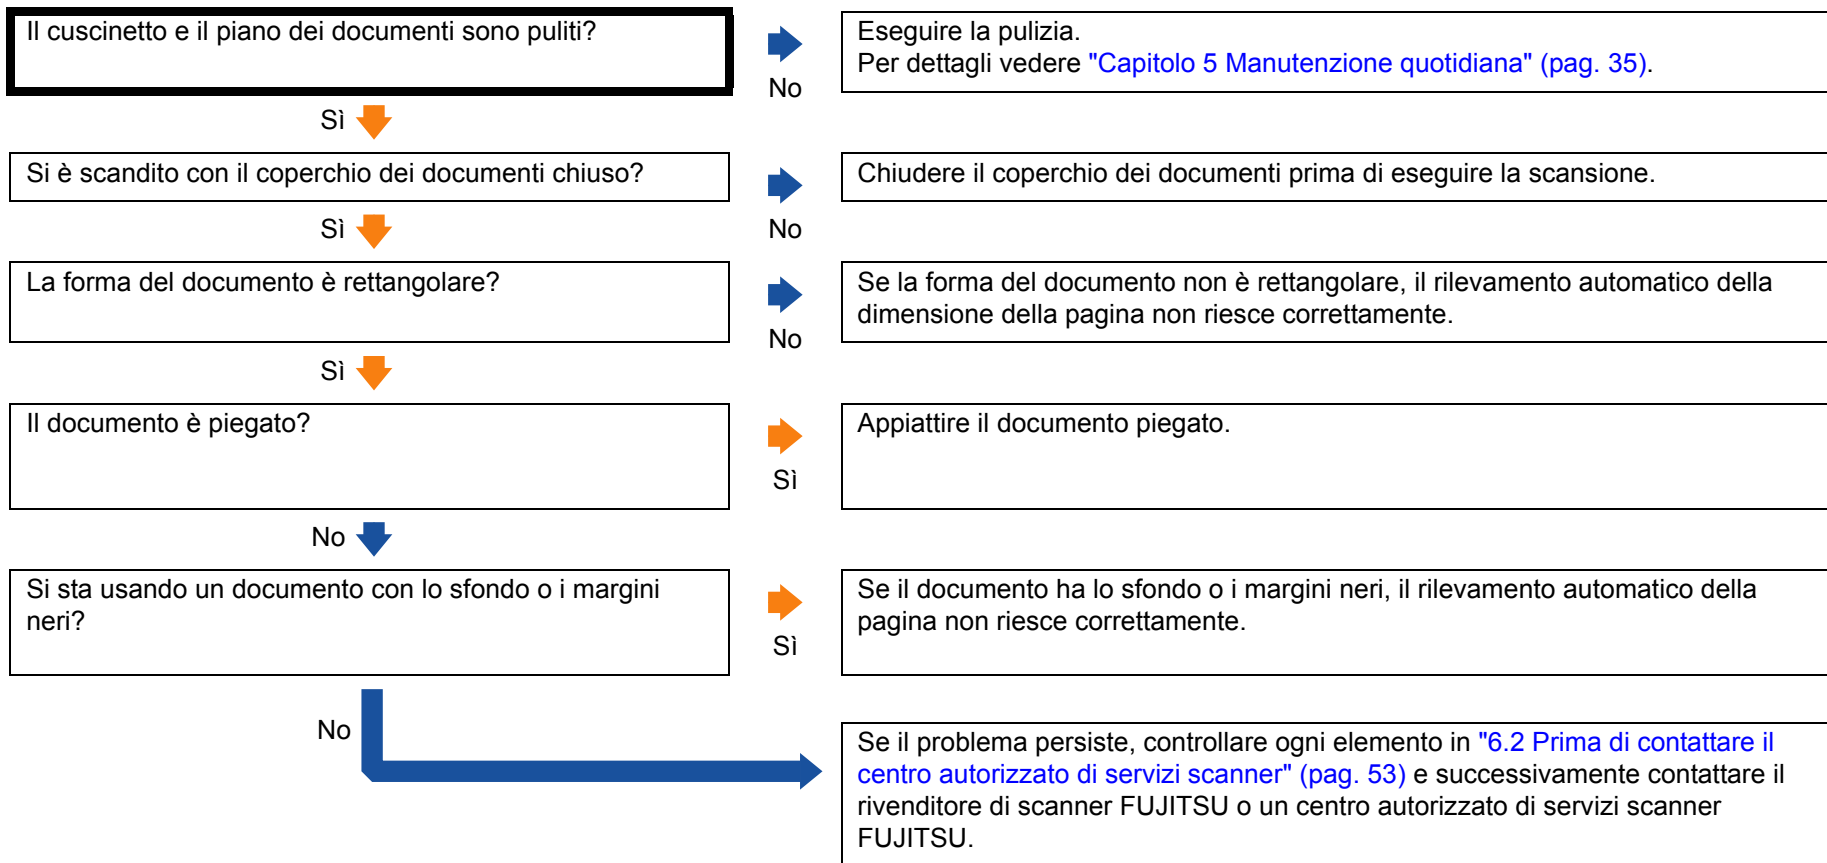 Il cuscinetto e il piano dei documenti sono puliti?
No
Eseguire la pulizia.
Per dettagli vedere "Capitolo 5 Manutenzione quotidiana" (pag. 35).
Sì
Si è scandito con il coperchio dei documenti chiuso?
No
Chiudere il coperchio dei documenti prima di eseguire la scansione.
Sì
La forma del documento è rettangolare?
No
Se la forma del documento non è rettangolare, il rilevamento automatico della
dimensione della pagina non riesce correttamente.
Sì
Il documento è piegato?
Sì
Appiattire il documento piegato.
No
Si sta usando un documento con lo sfondo o i margini
neri?
Sì
Se il documento ha lo sfondo o i margini neri, il rilevamento automatico della
pagina non riesce correttamente.
No
Se il problema persiste, controllare ogni elemento in "6.2 Prima di contattare il
centro autorizzato di servizi scanner" (pag. 53) e successivamente contattare il
rivenditore di scanner FUJITSU o un centro autorizzato di servizi scanner
FUJITSU.